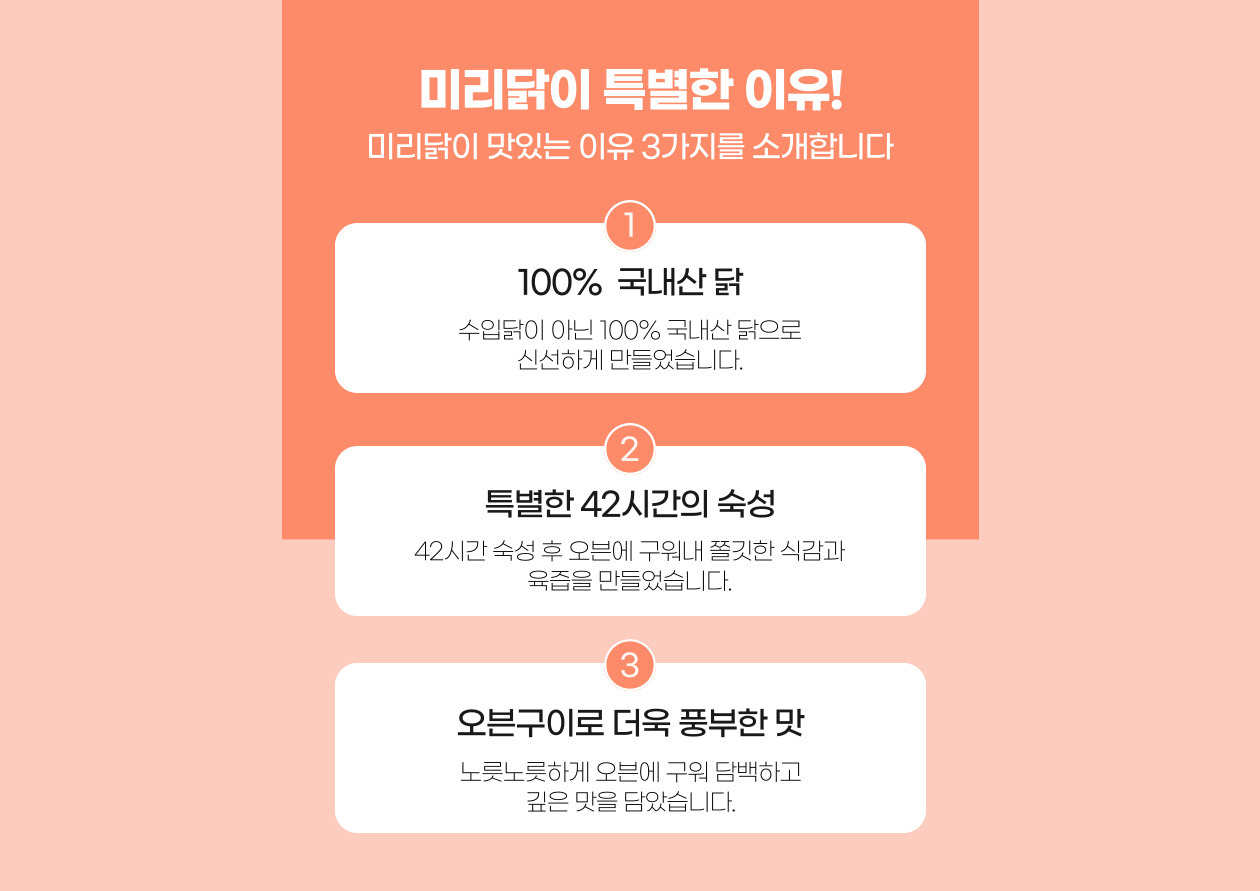 미리닭이 특별한 이유!
미리닭이 맛있는 이유 3가지를 소개합니다
1
100% 국내산 닭
수입닭이 아닌 100% 국내산 닭으로
신선하게 만들었습니다.
2
특별한 42시간의 숙성
42시간 숙성 후 오븐에 구워내 쫄깃한 식감과
육즙을 만들었습니다.
3
오븐구이로 더욱 풍부한 맛
노릇노릇하게 오븐에 구워 담백하고
깊은 맛을 담았습니다.